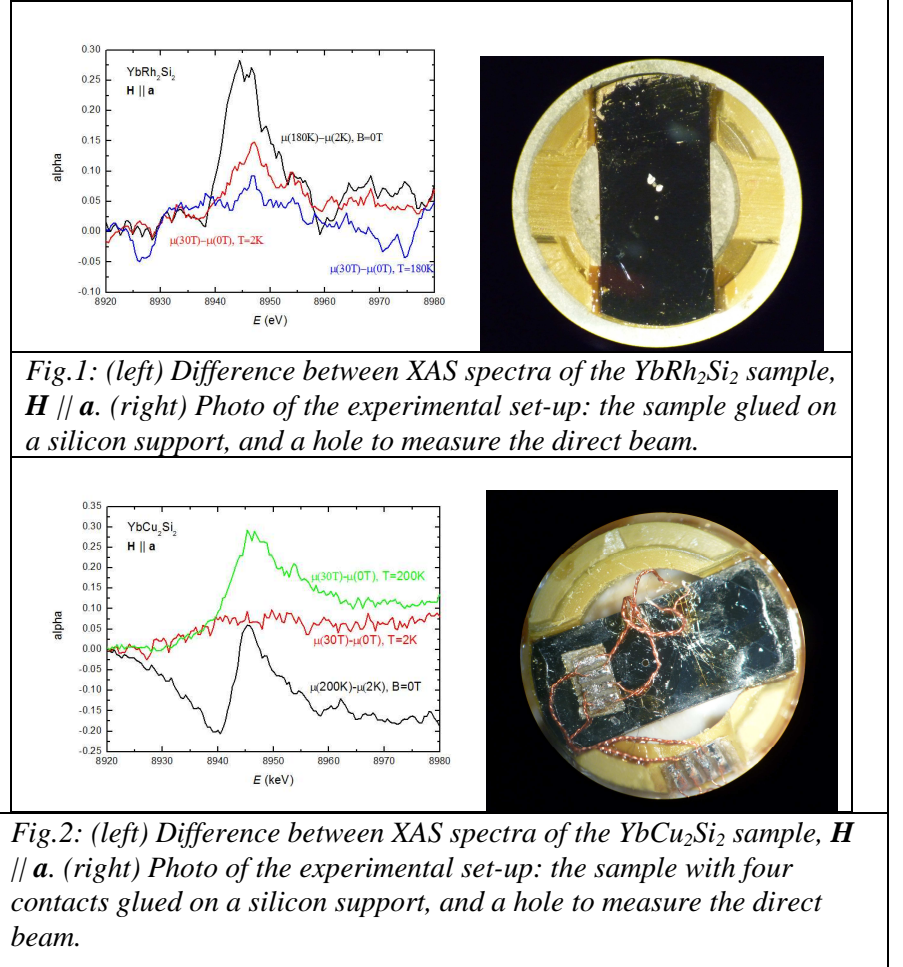 0.30
0.25
0.20
0.15
0.10
0.05
0.00
-0.05
-0.10
alpha
YbRh₂Si₂
H || a
μ(180K)−μ(2K), B=0T
μ(30T)−μ(0T), T=2K
μ(30T)−μ(0T), T=180K
8920 8930 8940 8950 8960 8970 8980
E (eV)
Fig.1: (left) Difference between XAS spectra of the YbRh₂Si₂ sample,
H || a. (right) Photo of the experimental set-up: the sample glued on
a silicon support, and a hole to measure the direct beam.
0.35
0.30
0.25
0.20
0.15
0.10
0.05
0.00
-0.05
-0.10
-0.15
-0.20
-0.25
alpha
YbCu₂Si₂
H || a
μ(30T)-μ(0T), T=200K
μ(30T)-μ(0T), T=2K
μ(200K)-μ(2K), B=0T
8920 8930 8940 8950 8960 8970 8980
E (keV)
Fig.2: (left) Difference between XAS spectra of the YbCu₂Si₂ sample, H
|| a. (right) Photo of the experimental set-up: the sample with four
contacts glued on a silicon support, and a hole to measure the direct
beam.